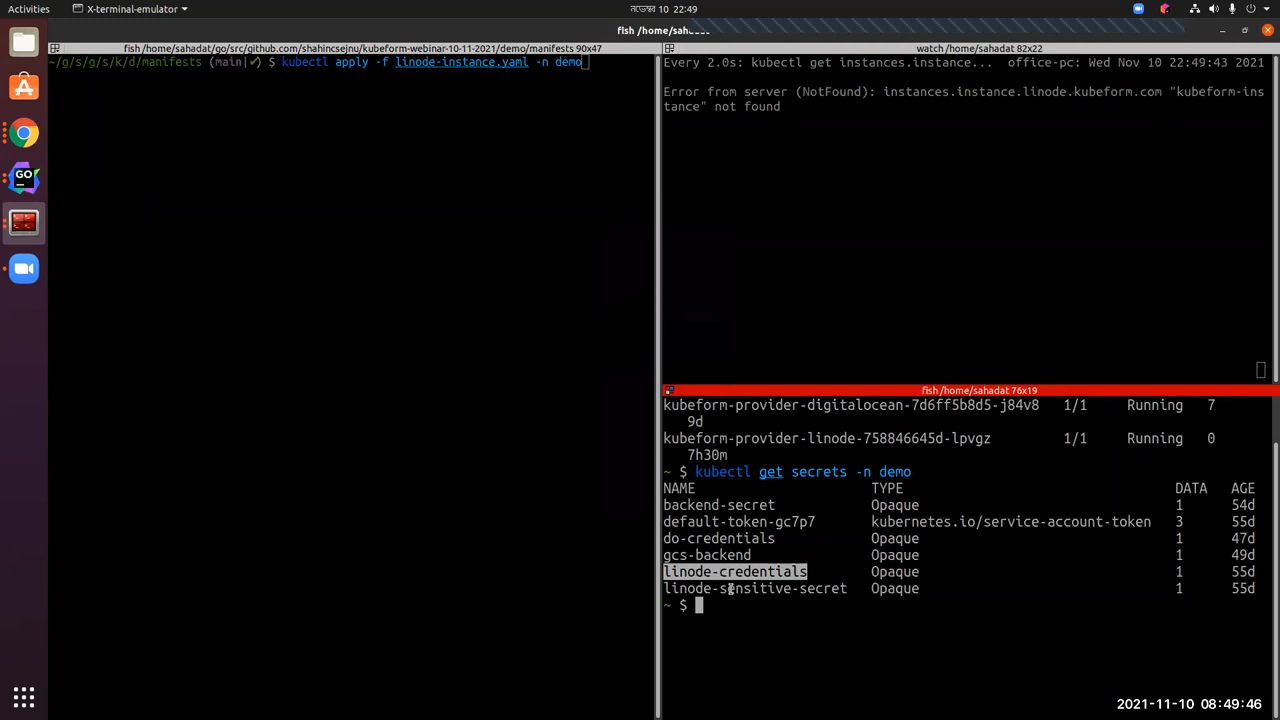 Activities
X-terminal-emulator
নভেম্বর 10 22:49
fish /home/sahadat
fish /home/sahadat/go/src/github.com/shahincsejnu/kubeform-webinar-10-11-2021/demo/manifests 90x47
~/g/s/g/s/k/d/manifests (main|✔) $ kubectl apply -f linode-instance.yaml -n demo
watch /home/sahadat 82x22
Every 2.0s: kubectl get instances.instance... office-pc: Wed Nov 10 22:49:43 2021
Error from server (NotFound): instances.instance.linode.kubeform.com "kubeform-ins
tance" not found
fish /home/sahadat 76x19
kubeform-provider-digitalocean-7d6ff5b8d5-j84v8 1/1 Running 7
9d
kubeform-provider-linode-758846645d-lpvgz 1/1 Running 0
7h30m
~ $ kubectl get secrets -n demo
NAME TYPE DATA AGE
backend-secret Opaque 1 54d
default-token-gc7p7 kubernetes.io/service-account-token 3 55d
do-credentials Opaque 1 47d
gcs-backend Opaque 1 49d
linode-credentials Opaque 1 55d
linode-sensitive-secret Opaque 1 55d
~ $
2021-11-10 08:49:46